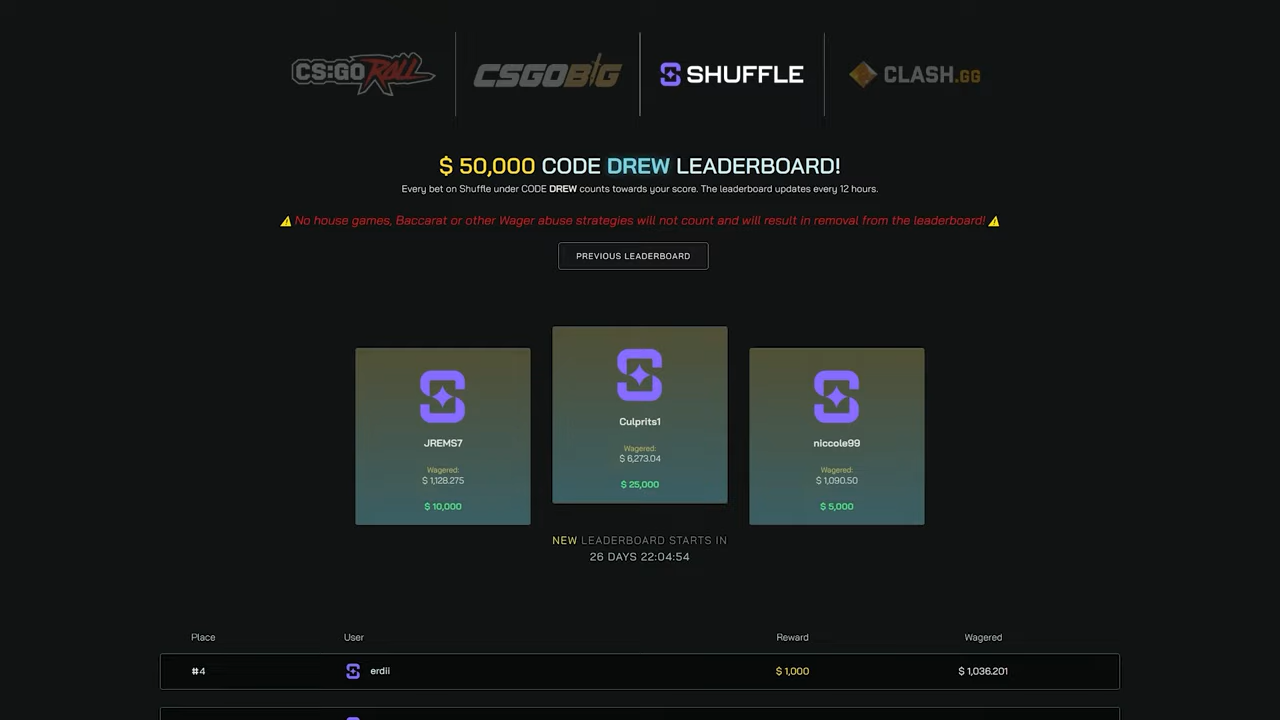 CS:GO ROLL
CSGOBIG
SHUFFLE
CLASH.GG
$ 50,000 CODE DREW LEADERBOARD!
Every bet on Shuffle under CODE DREW counts towards your score. The leaderboard updates every 12 hours.
No house games, Baccarat or other Wager abuse strategies will not count and will result in removal from the leaderboard!
PREVIOUS LEADERBOARD
JREMS7
Wagered:
$ 1,128.275
$ 10,000
Culprits1
Wagered:
$ 6,273.04
$ 25,000
niccole99
Wagered:
$ 1,090.50
$ 5,000
NEW LEADERBOARD STARTS IN
26 DAYS 22:04:54
Place User Reward Wagered
#4 erdii $ 1,000 $ 1,036.201